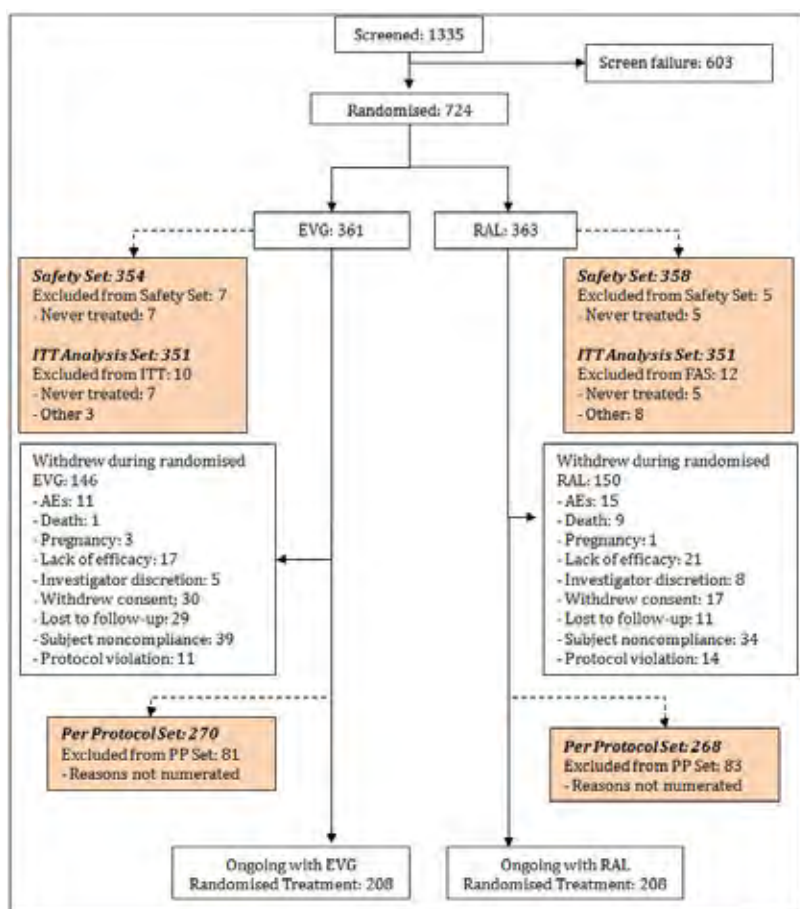 Screened: 1335
Screen failure: 603
Randomised: 724
EVG: 361
RAL: 363
Safety Set: 354
Excluded from Safety Set: 7
- Never treated: 7
ITT Analysis Set: 351
Excluded from ITT: 10
- Never treated: 7
- Other 3
Safety Set: 358
Excluded from Safety Set: 5
- Never treated: 5
ITT Analysis Set: 351
Excluded from FAS: 12
- Never treated: 5
- Other: 8
Withdrew during randomised
EVG: 146
- AEs: 11
- Death: 1
- Pregnancy: 3
- Lack of efficacy: 17
- Investigator discretion: 5
- Withdrew consent: 30
- Lost to follow-up: 29
- Subject noncompliance: 39
- Protocol violation: 11
Withdrew during randomised
RAL: 150
- AEs: 15
- Death: 9
- Pregnancy: 1
- Lack of efficacy: 21
- Investigator discretion: 8
- Withdrew consent: 17
- Lost to follow-up: 11
- Subject noncompliance: 34
- Protocol violation: 14
Per Protocol Set: 270
Excluded from PP Set: 81
- Reasons not numerated
Per Protocol Set: 268
Excluded from PP Set: 83
- Reasons not numerated
Ongoing with EVG
Randomised Treatment: 208
Ongoing with RAL
Randomised Treatment: 208